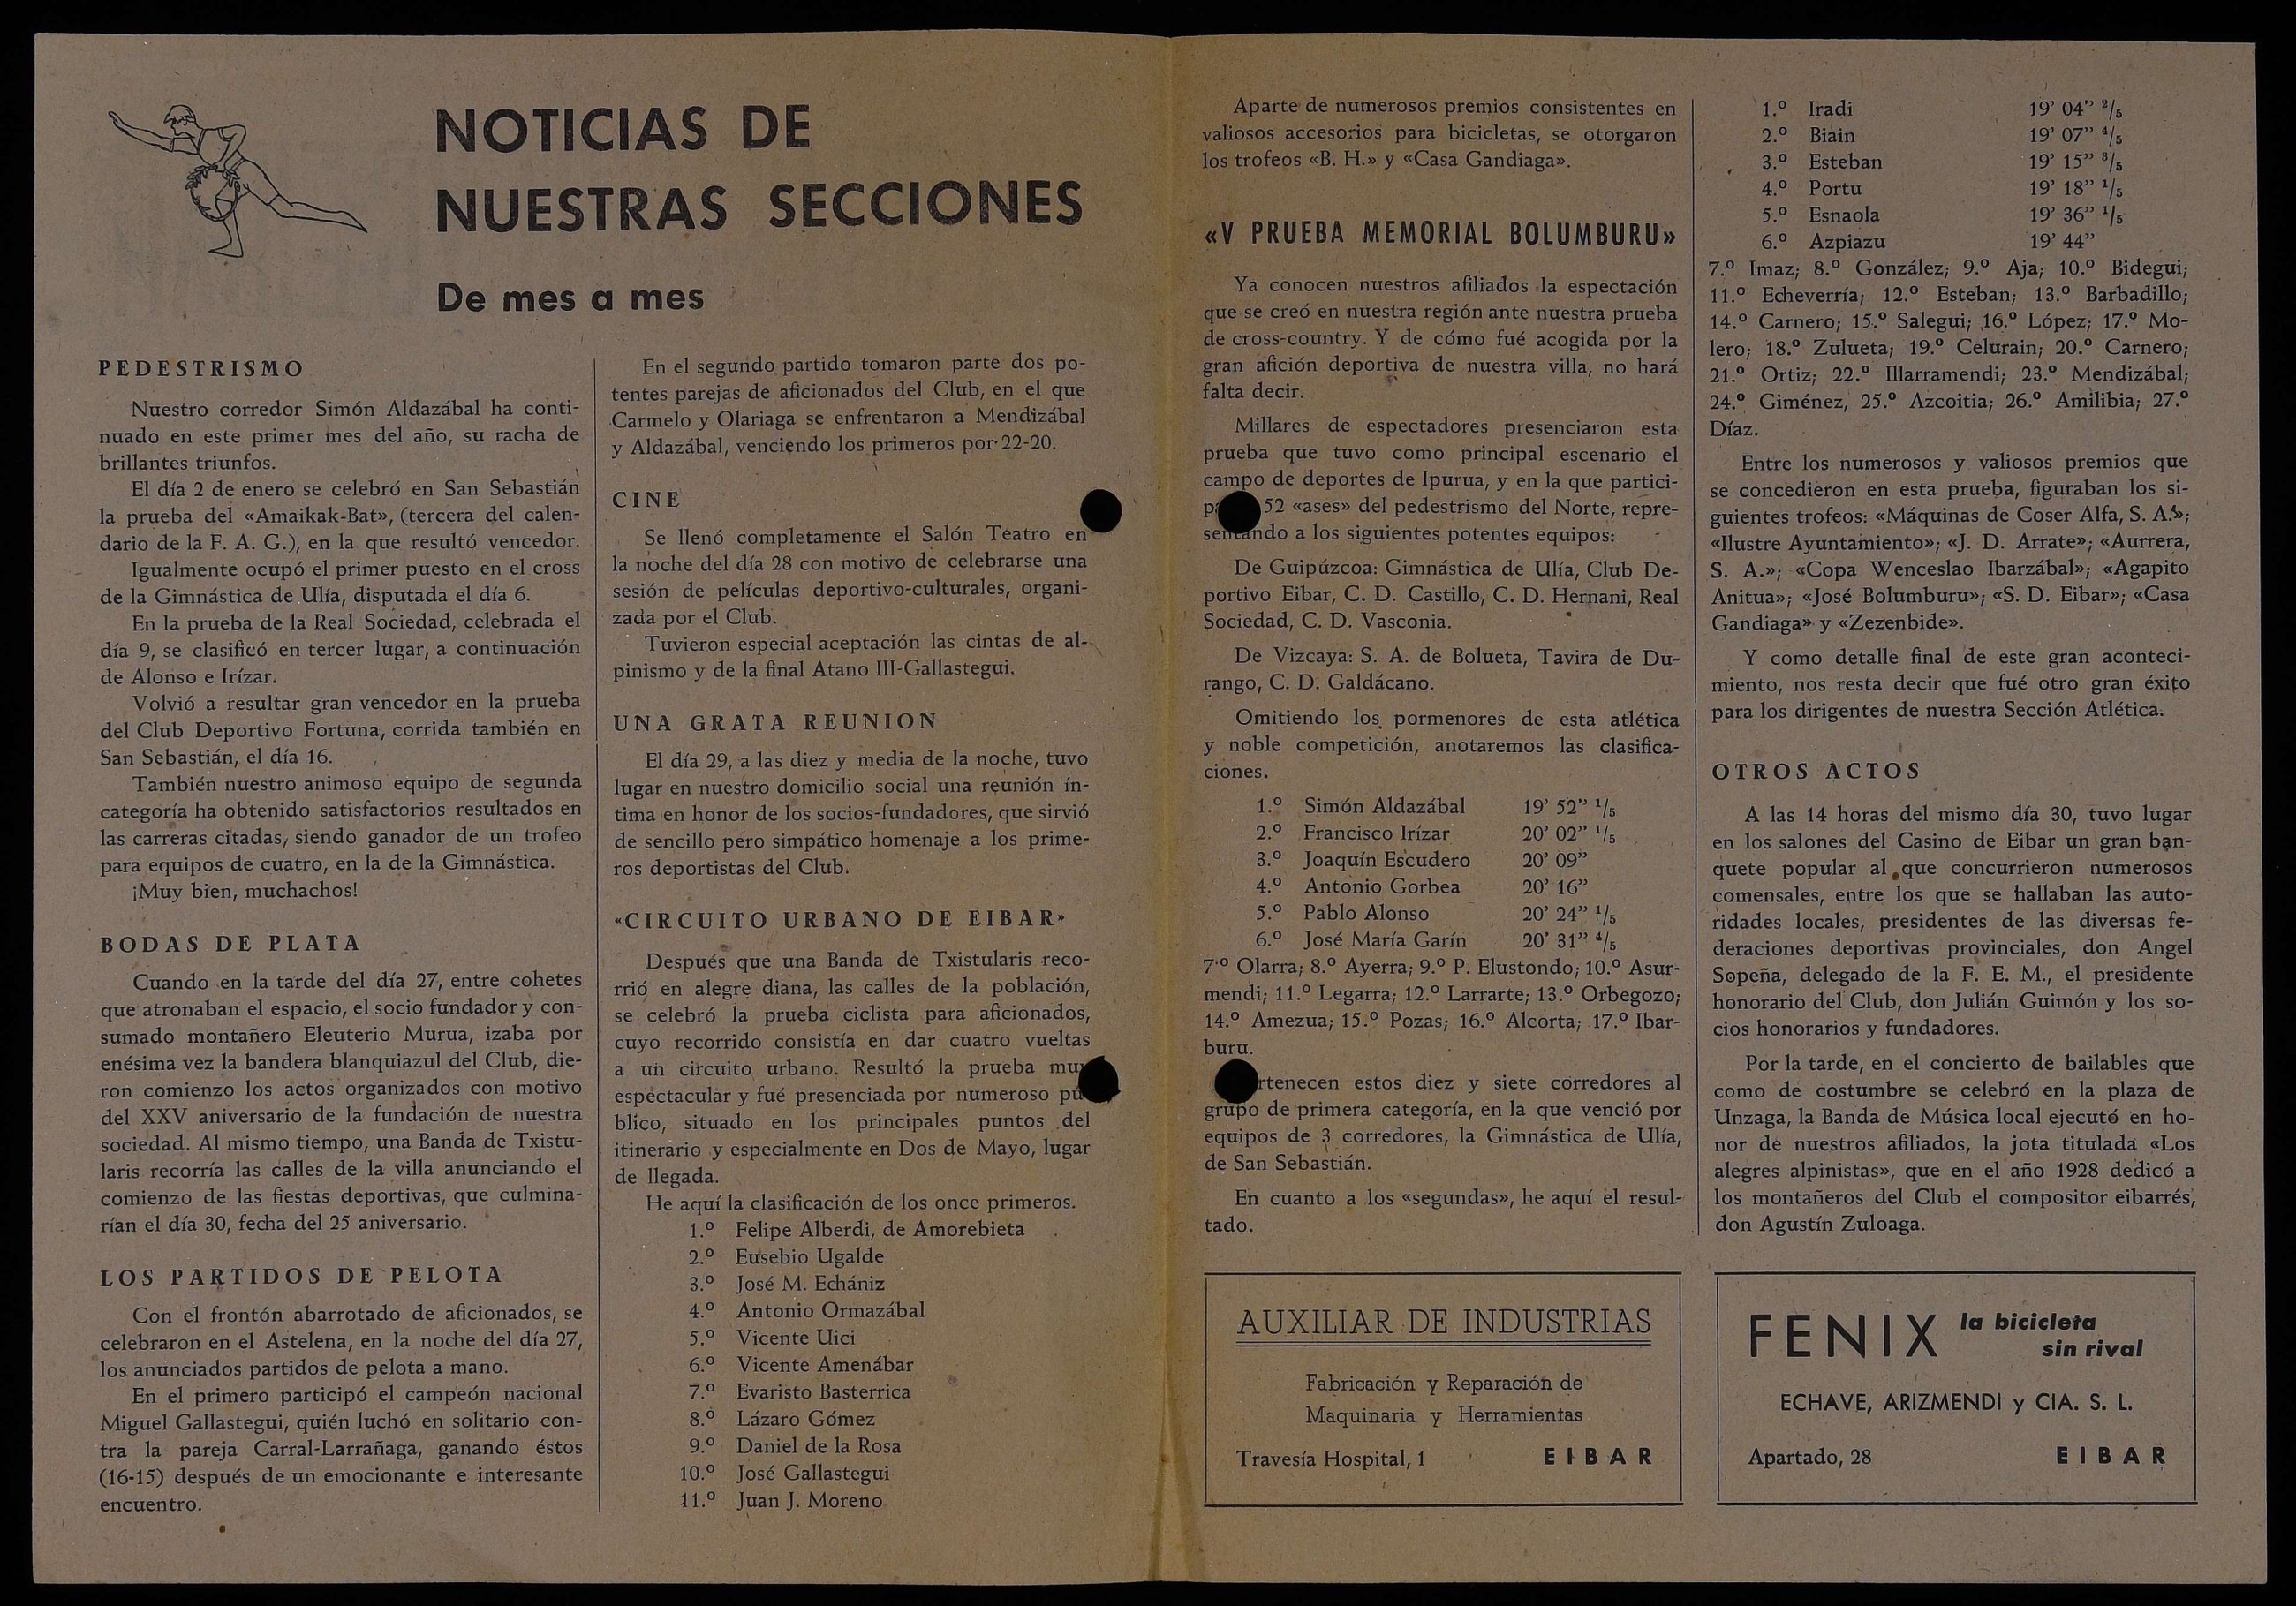 NOTICIAS DE
NUESTRAS SECCIONES
De mes a mes
PEDESTRISMO
Nuestro corredor Simón Aldazábal ha conti-
nuado en este primer mes del año, su racha de
brillantes triunfos.
El día 2 de enero se celebró en San Sebastián
la prueba del «Amaikak-Bat», (tercera del calen-
dario de la F. A. G.), en la que resultó vencedor.
Igualmente ocupó el primer puesto en el cross
de la Gimnástica de Ulía, disputada el día 6.
En la prueba de la Real Sociedad, celebrada el
día 9, se clasificó en tercer lugar, a continuación
de Alonso e Irízar.
Volvió a resultar gran vencedor en la prueba
del Club Deportivo Fortuna, corrida también en
San Sebastián, el día 16.
También nuestro animoso equipo de segunda
categoría ha obtenido satisfactorios resultados en
las carreras citadas, siendo ganador de un trofeo
para equipos de cuatro, en la de la Gimnástica.
¡Muy bien, muchachos!
BODAS DE PLATA
Cuando en la tarde del día 27, entre cohetes
que atronaban el espacio, el socio fundador y con-
sumado montañero Eleuterio Murua, izaba por
enésima vez la bandera blanquiazul del Club, die-
ron comienzo los actos organizados con motivo
del XXV aniversario de la fundación de nuestra
sociedad. Al mismo tiempo, una Banda de Txistu-
laris recorría las calles de la villa anunciando el
comienzo de las fiestas deportivas, que culmina-
rían el día 30, fecha del 25 aniversario.
LOS PARTIDOS DE PELOTA
Con el frontón abarrotado de aficionados, se
celebraron en el Astelena, en la noche del día 27,
los anunciados partidos de pelota a mano.
En el primero participó el campeón nacional
Miguel Gallastegui, quién luchó en solitario con-
tra la pareja Carral-Larrañaga, ganando éstos
(16-15) después de un emocionante e interesante
encuentro.
En el segundo partido tomaron parte dos po-
tentes parejas de aficionados del Club, en el que
Carmelo y Olariaga se enfrentaron a Mendizábal
y Aldazábal, venciendo los primeros por 22-20.
CINE
Se llenó completamente el Salón Teatro en
la noche del día 28 con motivo de celebrarse una
sesión de películas deportivo-culturales, organi-
zada por el Club.
Tuvieron especial aceptación las cintas de al-
pinismo y de la final Atano III-Gallastegui.
UNA GRATA REUNION
El día 29, a las diez y media de la noche, tuvo
lugar en nuestro domicilio social una reunión ín-
tima en honor de los socios-fundadores, que sirvió
de sencillo pero simpático homenaje a los prime-
ros deportistas del Club.
«CIRCUITO URBANO DE EIBAR»
Después que una Banda de Txistularis reco-
rrió en alegre diana, las calles de la población,
se celebró la prueba ciclista para aficionados,
cuyo recorrido consistía en dar cuatro vueltas
a un circuito urbano. Resultó la prueba muy
espectacular y fué presenciada por numeroso pú-
blico, situado en los principales puntos del
itinerario y especialmente en Dos de Mayo, lugar
de llegada.
He aquí la clasificación de los once primeros.
1.º Felipe Alberdi, de Amorebieta
2.º Eusebio Ugalde
3.º José M. Echániz
4.º Antonio Ormazábal
5.º Vicente Uici
6.º Vicente Amenábar
7.º Evaristo Basterrica
8.º Lázaro Gómez
9.º Daniel de la Rosa
10.º José Gallastegui
11.º Juan J. Moreno
Aparte de numerosos premios consistentes en
valiosos accesorios para bicicletas, se otorgaron
los trofeos «B. H.» y «Casa Gandiaga».
«V PRUEBA MEMORIAL BOLUMBURU»
Ya conocen nuestros afiliados la espectación
que se creó en nuestra región ante nuestra prueba
de cross-country. Y de cómo fué acogida por la
gran afición deportiva de nuestra villa, no hará
falta decir.
Millares de espectadores presenciaron esta
prueba que tuvo como principal escenario el
campo de deportes de Ipurua, y en la que partici-
52 «ases» del pedestrismo del Norte, repre-
sentando a los siguientes potentes equipos:
De Guipúzcoa: Gimnástica de Ulía, Club De-
portivo Eibar, C. D. Castillo, C. D. Hernani, Real
Sociedad, C. D. Vasconia.
De Vizcaya: S. A. de Bolueta, Tavira de Du-
rango, C. D. Galdácano.
Omitiendo los pormenores de esta atlética
y noble competición, anotaremos las clasifica-
ciones.
1.º Simón Aldazábal 19' 52" 1/5
2.º Francisco Irízar 20' 02" 1/5
3.º Joaquín Escudero 20' 09"
4.º Antonio Gorbea 20' 16"
5.º Pablo Alonso 20' 24" 1/5
6.º José María Garín 20' 31" 4/5
7.º Olarra; 8.º Ayerra; 9.º P. Elustondo; 10.º Asur-
mendi; 11.º Legarra; 12.º Larrarte; 13.º Orbegozo;
14.º Amezua; 15.º Pozas; 16.º Alcorta; 17.º Ibar-
buru.
rtenecen estos diez y siete corredores al
grupo de primera categoría, en la que venció por
equipos de 3 corredores, la Gimnástica de Ulía,
de San Sebastián.
En cuanto a los «segundas», he aquí el resul-
tado.
1.º Iradi 19' 04" 2/5
2.º Biain 19' 07" 4/5
3.º Esteban 19' 15" 3/5
4.º Portu 19' 18" 1/5
5.º Esnaola 19' 36" 1/5
6.º Azpiazu 19' 44"
7.º Imaz; 8.º González; 9.º Aja; 10.º Bidegui;
11.º Echeverría; 12.º Esteban; 13.º Barbadillo;
14.º Carnero; 15.º Salegui; 16.º López; 17.º Mo-
lero; 18.º Zulueta; 19.º Celurain; 20.º Carnero;
21.º Ortiz; 22.º Illarramendi; 23.º Mendizábal;
24.º Giménez, 25.º Azcoitia; 26.º Amilibia; 27.º
Díaz.
Entre los numerosos y valiosos premios que
se concedieron en esta prueba, figuraban los si-
guientes trofeos: «Máquinas de Coser Alfa, S. A.»;
«Ilustre Ayuntamiento»; «J. D. Arrate»; «Aurrera,
S. A.»; «Copa Wenceslao Ibarzábal»; «Agapito
Anitua»; «José Bolumburu»; «S. D. Eibar»; «Casa
Gandiaga» y «Zezenbide».
Y como detalle final de este gran aconteci-
miento, nos resta decir que fué otro gran éxito
para los dirigentes de nuestra Sección Atlética.
OTROS ACTOS
A las 14 horas del mismo día 30, tuvo lugar
en los salones del Casino de Eibar un gran ban-
quete popular al que concurrieron numerosos
comensales, entre los que se hallaban las auto-
ridades locales, presidentes de las diversas fe-
deraciones deportivas provinciales, don Angel
Sopeña, delegado de la F. E. M., el presidente
honorario del Club, don Julián Guimón y los so-
cios honorarios y fundadores.
Por la tarde, en el concierto de bailables que
como de costumbre se celebró en la plaza de
Unzaga, la Banda de Música local ejecutó en ho-
nor de nuestros afiliados, la jota titulada «Los
alegres alpinistas», que en el año 1928 dedicó a
los montañeros del Club el compositor eibarrés,
don Agustín Zuloaga.
AUXILIAR DE INDUSTRIAS
Fabricación y Reparación de
Maquinaria y Herramientas
Travesía Hospital, 1 EIBAR
FENIX la bicicleta
sin rival
ECHAVE, ARIZMENDI y CIA. S. L.
Apartado, 28 EIBAR